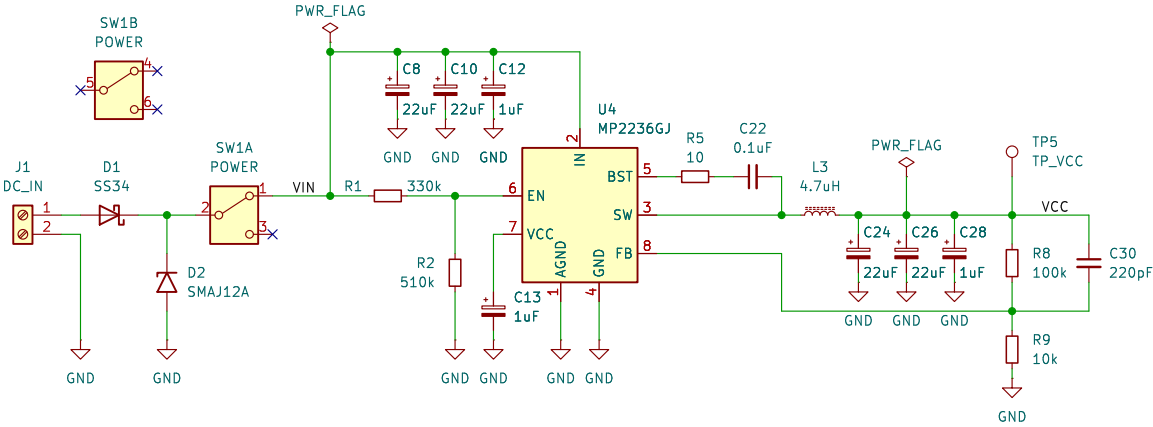 PWR_FLAG
SW1B
POWER
4
5
6
C8
22uF
GND
C10
22uF
GND
C12
1uF
GND
U4
MP2236GJ
2
IN
BST
5
EN
6
SW
3
VCC
7
FB
8
AGND
GND
1
4
GND
GND
J1
DC_IN
1
2
GND
D1
SS34
D2
SMAJ12A
GND
SW1A
POWER
1
2
3
VIN
R1
330k
R2
510k
GND
C13
1uF
GND
R5
10
C22
0.1uF
L3
4.7uH
PWR_FLAG
TP5
TP_VCC
VCC
C24
22uF
GND
C26
22uF
GND
C28
1uF
GND
R8
100k
C30
220pF
R9
10k
GND